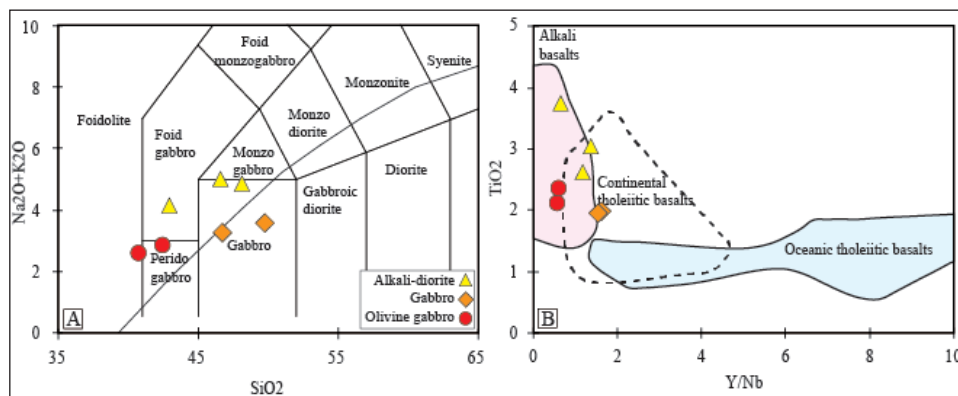 10
8
6
4
2
0
Na2O+K2O
35
45
55
65
SiO2
A
Foidolite
Foid
gabbro
Foid
monzogabbro
Perido
gabbro
Monzo
gabbro
Gabbro
Monzo
diorite
Gabbroic
diorite
Monzonite
Diorite
Syenite
Alkali-diorite
Gabbro
Olivine gabbro
5
4
3
2
1
0
TiO2
0
2
4
6
8
10
Y/Nb
B
Alkali
basalts
Continental
tholeiitic basalts
Oceanic tholeiitic basalts